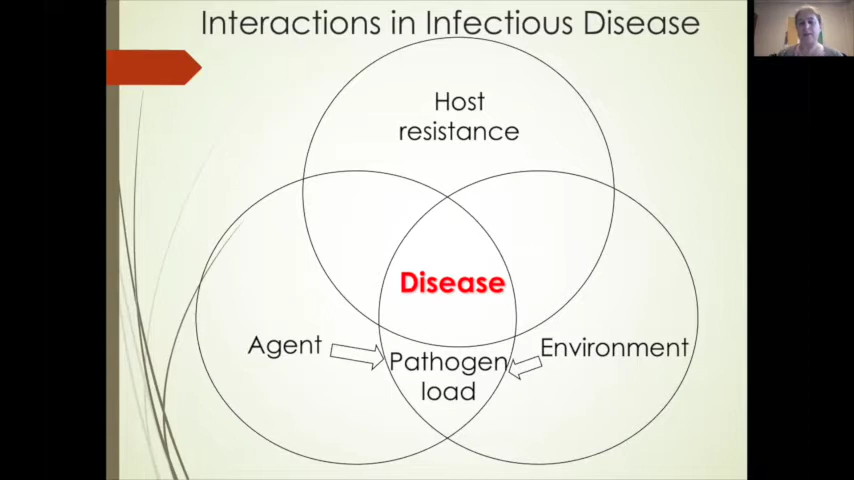 Interactions in Infectious Disease
Host
resistance
Disease
Agent
Environment
Pathogen
load